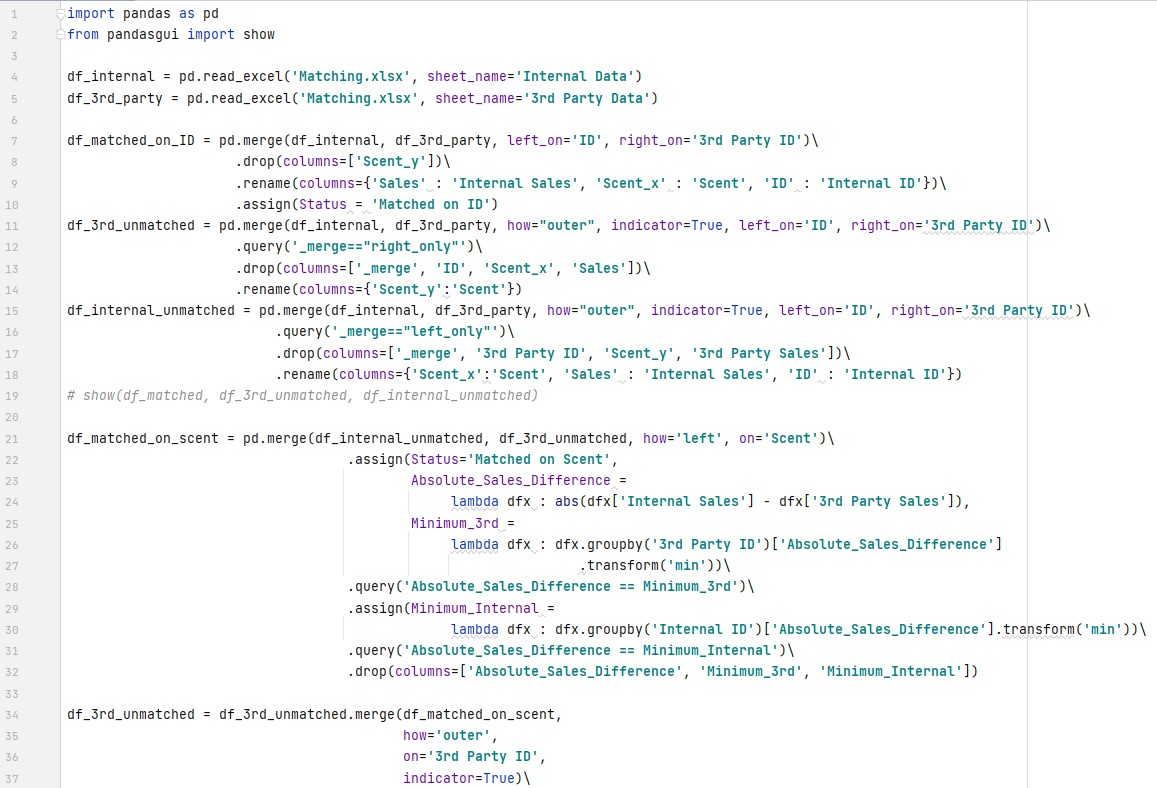 1 import pandas as pd
2 from pandasgui import show
3
4 df_internal = pd.read_excel('Matching.xlsx', sheet_name='Internal Data')
5 df_3rd_party = pd.read_excel('Matching.xlsx', sheet_name='3rd Party Data')
6
7 df_matched_on_ID = pd.merge(df_internal, df_3rd_party, left_on='ID', right_on='3rd Party ID')\
8 .drop(columns=['Scent_y'])\
9 .rename(columns={'Sales' : 'Internal Sales', 'Scent_x' : 'Scent', 'ID' : 'Internal ID'})\
10 .assign(Status = 'Matched on ID')
11 df_3rd_unmatched = pd.merge(df_internal, df_3rd_party, how="outer", indicator=True, left_on='ID', right_on='3rd Party ID')\
12 .query('_merge=="right_only"')\
13 .drop(columns=['_merge', 'ID', 'Scent_x', 'Sales'])\
14 .rename(columns={'Scent_y':'Scent'})
15 df_internal_unmatched = pd.merge(df_internal, df_3rd_party, how="outer", indicator=True, left_on='ID', right_on='3rd Party ID')\
16 .query('_merge=="left_only"')\
17 .drop(columns=['_merge', '3rd Party ID', 'Scent_y', '3rd Party Sales'])\
18 .rename(columns={'Scent_x':'Scent', 'Sales' : 'Internal Sales', 'ID' : 'Internal ID'})
19 # show(df_matched, df_3rd_unmatched, df_internal_unmatched)
20
21 df_matched_on_scent = pd.merge(df_internal_unmatched, df_3rd_unmatched, how='left', on='Scent')\
22 .assign(Status='Matched on Scent',
23 Absolute_Sales_Difference =
24 lambda dfx : abs(dfx['Internal Sales'] - dfx['3rd Party Sales']),
25 Minimum_3rd =
26 lambda dfx : dfx.groupby('3rd Party ID')['Absolute_Sales_Difference']
27 .transform('min'))\
28 .query('Absolute_Sales_Difference == Minimum_3rd')\
29 .assign(Minimum_Internal =
30 lambda dfx : dfx.groupby('Internal ID')['Absolute_Sales_Difference'].transform('min'))\
31 .query('Absolute_Sales_Difference == Minimum_Internal')\
32 .drop(columns=['Absolute_Sales_Difference', 'Minimum_3rd', 'Minimum_Internal'])
33
34 df_3rd_unmatched = df_3rd_unmatched.merge(df_matched_on_scent,
35 how='outer',
36 on='3rd Party ID',
37 indicator=True)\